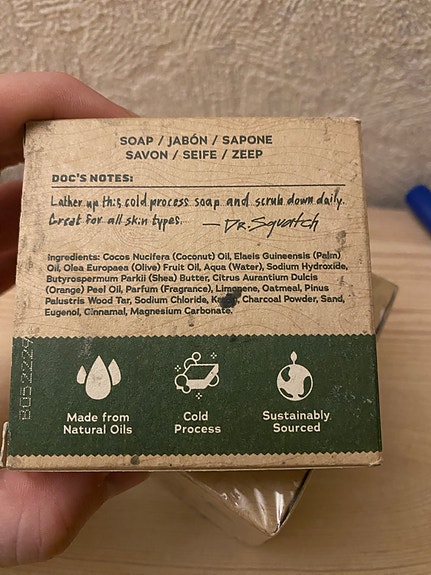 SOAP / JABÓN / SAPONE
SAVON / SEIFE / ZEEP
DOC'S NOTES:
Lather up this cold process soap and scrub down daily.
Great for all skin types. — Dr. Squatch
Ingredients: Cocos Nucifera (Coconut) Oil, Elaeis Guineensis (Palm)
Oil, Olea Europaea (Olive) Fruit Oil, Aqua (Water), Sodium Hydroxide,
Butyrospermum Parkii (Shea) Butter, Citrus Aurantium Dulcis
(Orange) Peel Oil, Parfum (Fragrance), Limonene, Oatmeal, Pinus
Palustris Wood Tar, Sodium Chloride, Charcoal Powder, Sand,
Eugenol, Cinnamal, Magnesium Carbonate.
Made from
Natural Oils
Cold
Process
Sustainably
Sourced